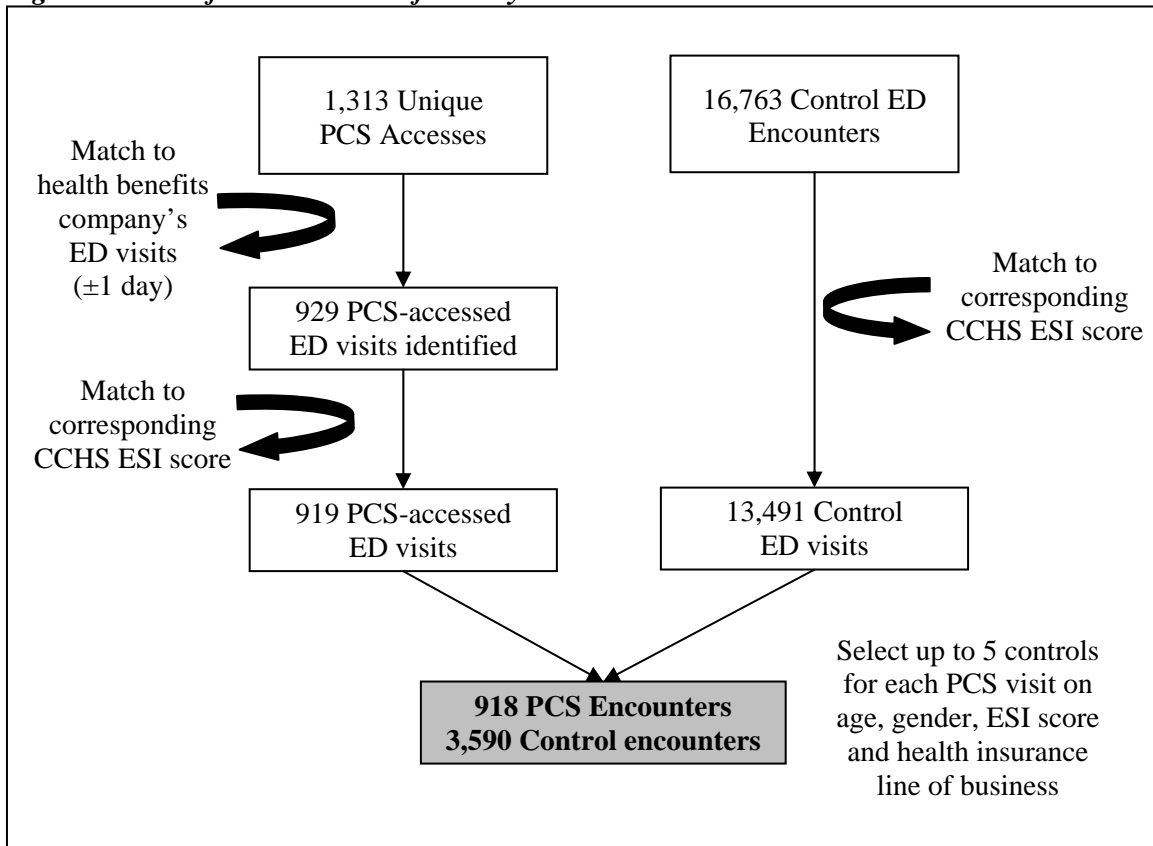 1,313 Unique
PCS Accesses
16,763 Control ED
Encounters
Match to
health benefits
company’s
ED visits
(±1 day)
929 PCS-accessed
ED visits identified
Match to
corresponding
CCHS ESI score
Match to
corresponding
CCHS ESI score
919 PCS-accessed
ED visits
13,491 Control
ED visits
918 PCS Encounters
3,590 Control encounters
Select up to 5 controls
for each PCS visit on
age, gender, ESI score
and health insurance
line of business